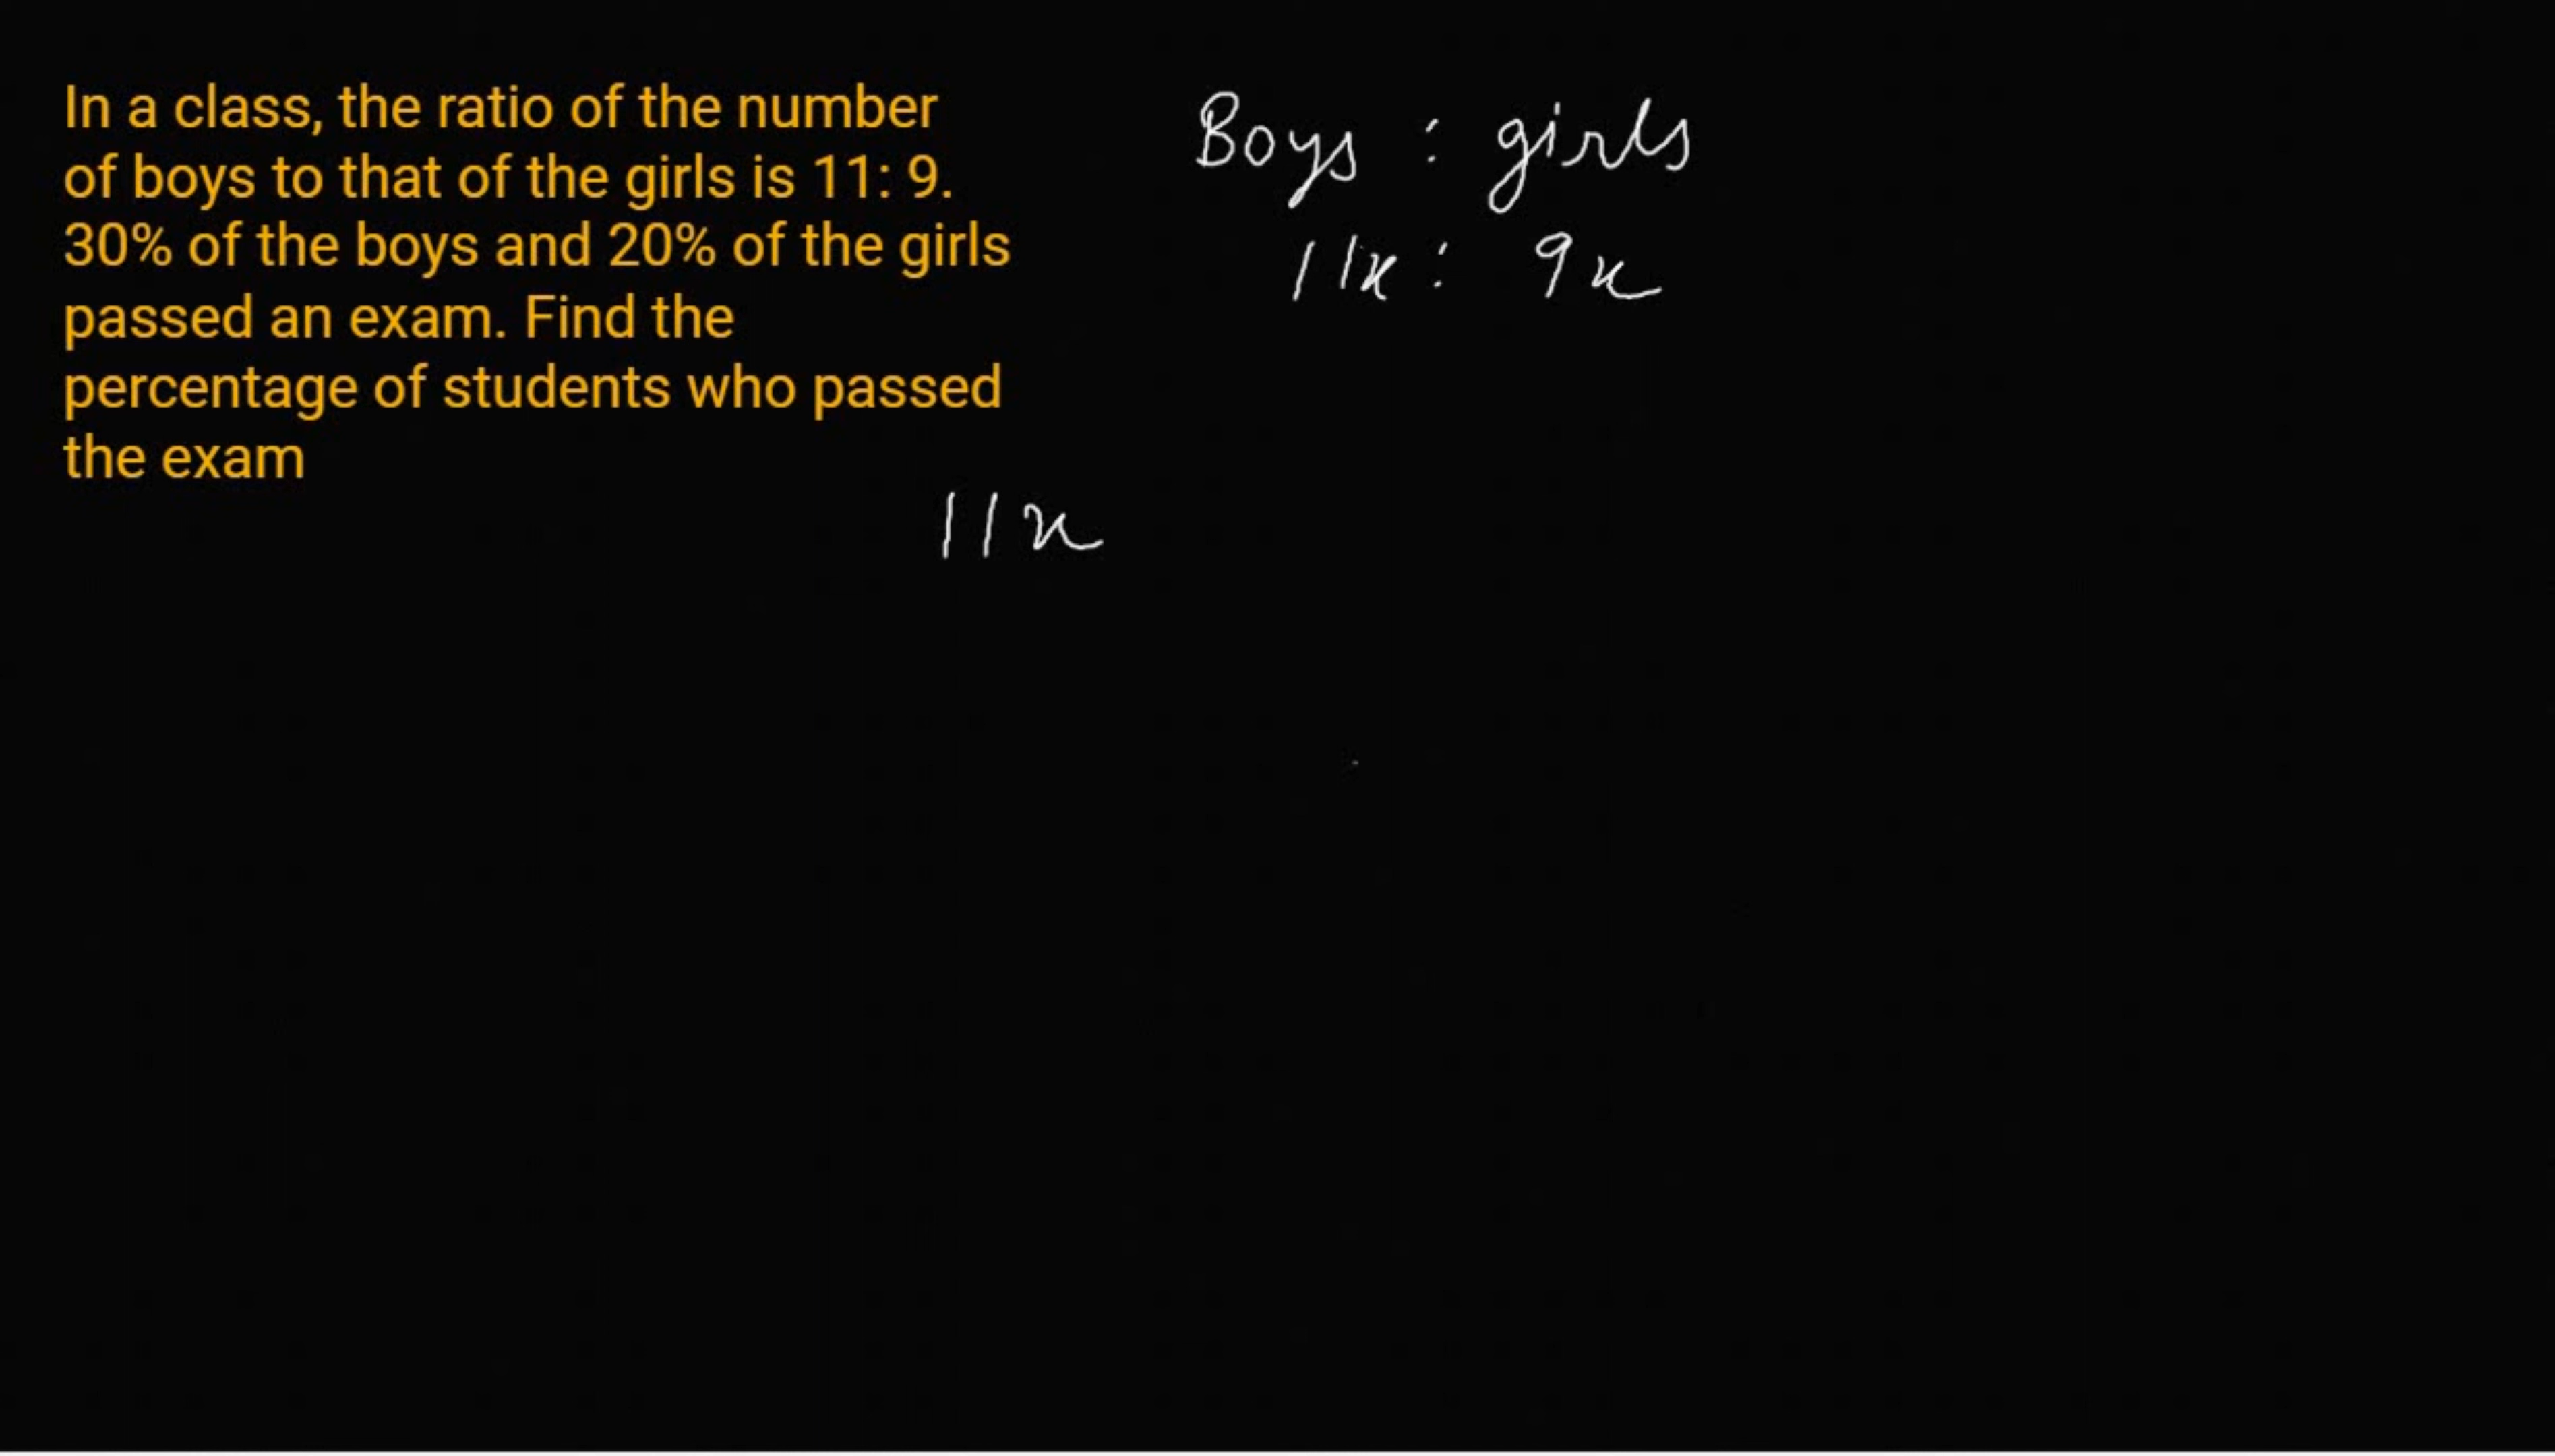 In a class, the ratio of the number
of boys to that of the girls is 11: 9.
30% of the boys and 20% of the girls
passed an exam. Find the
percentage of students who passed
the exam
Boys : girls
11x : 9x
11x